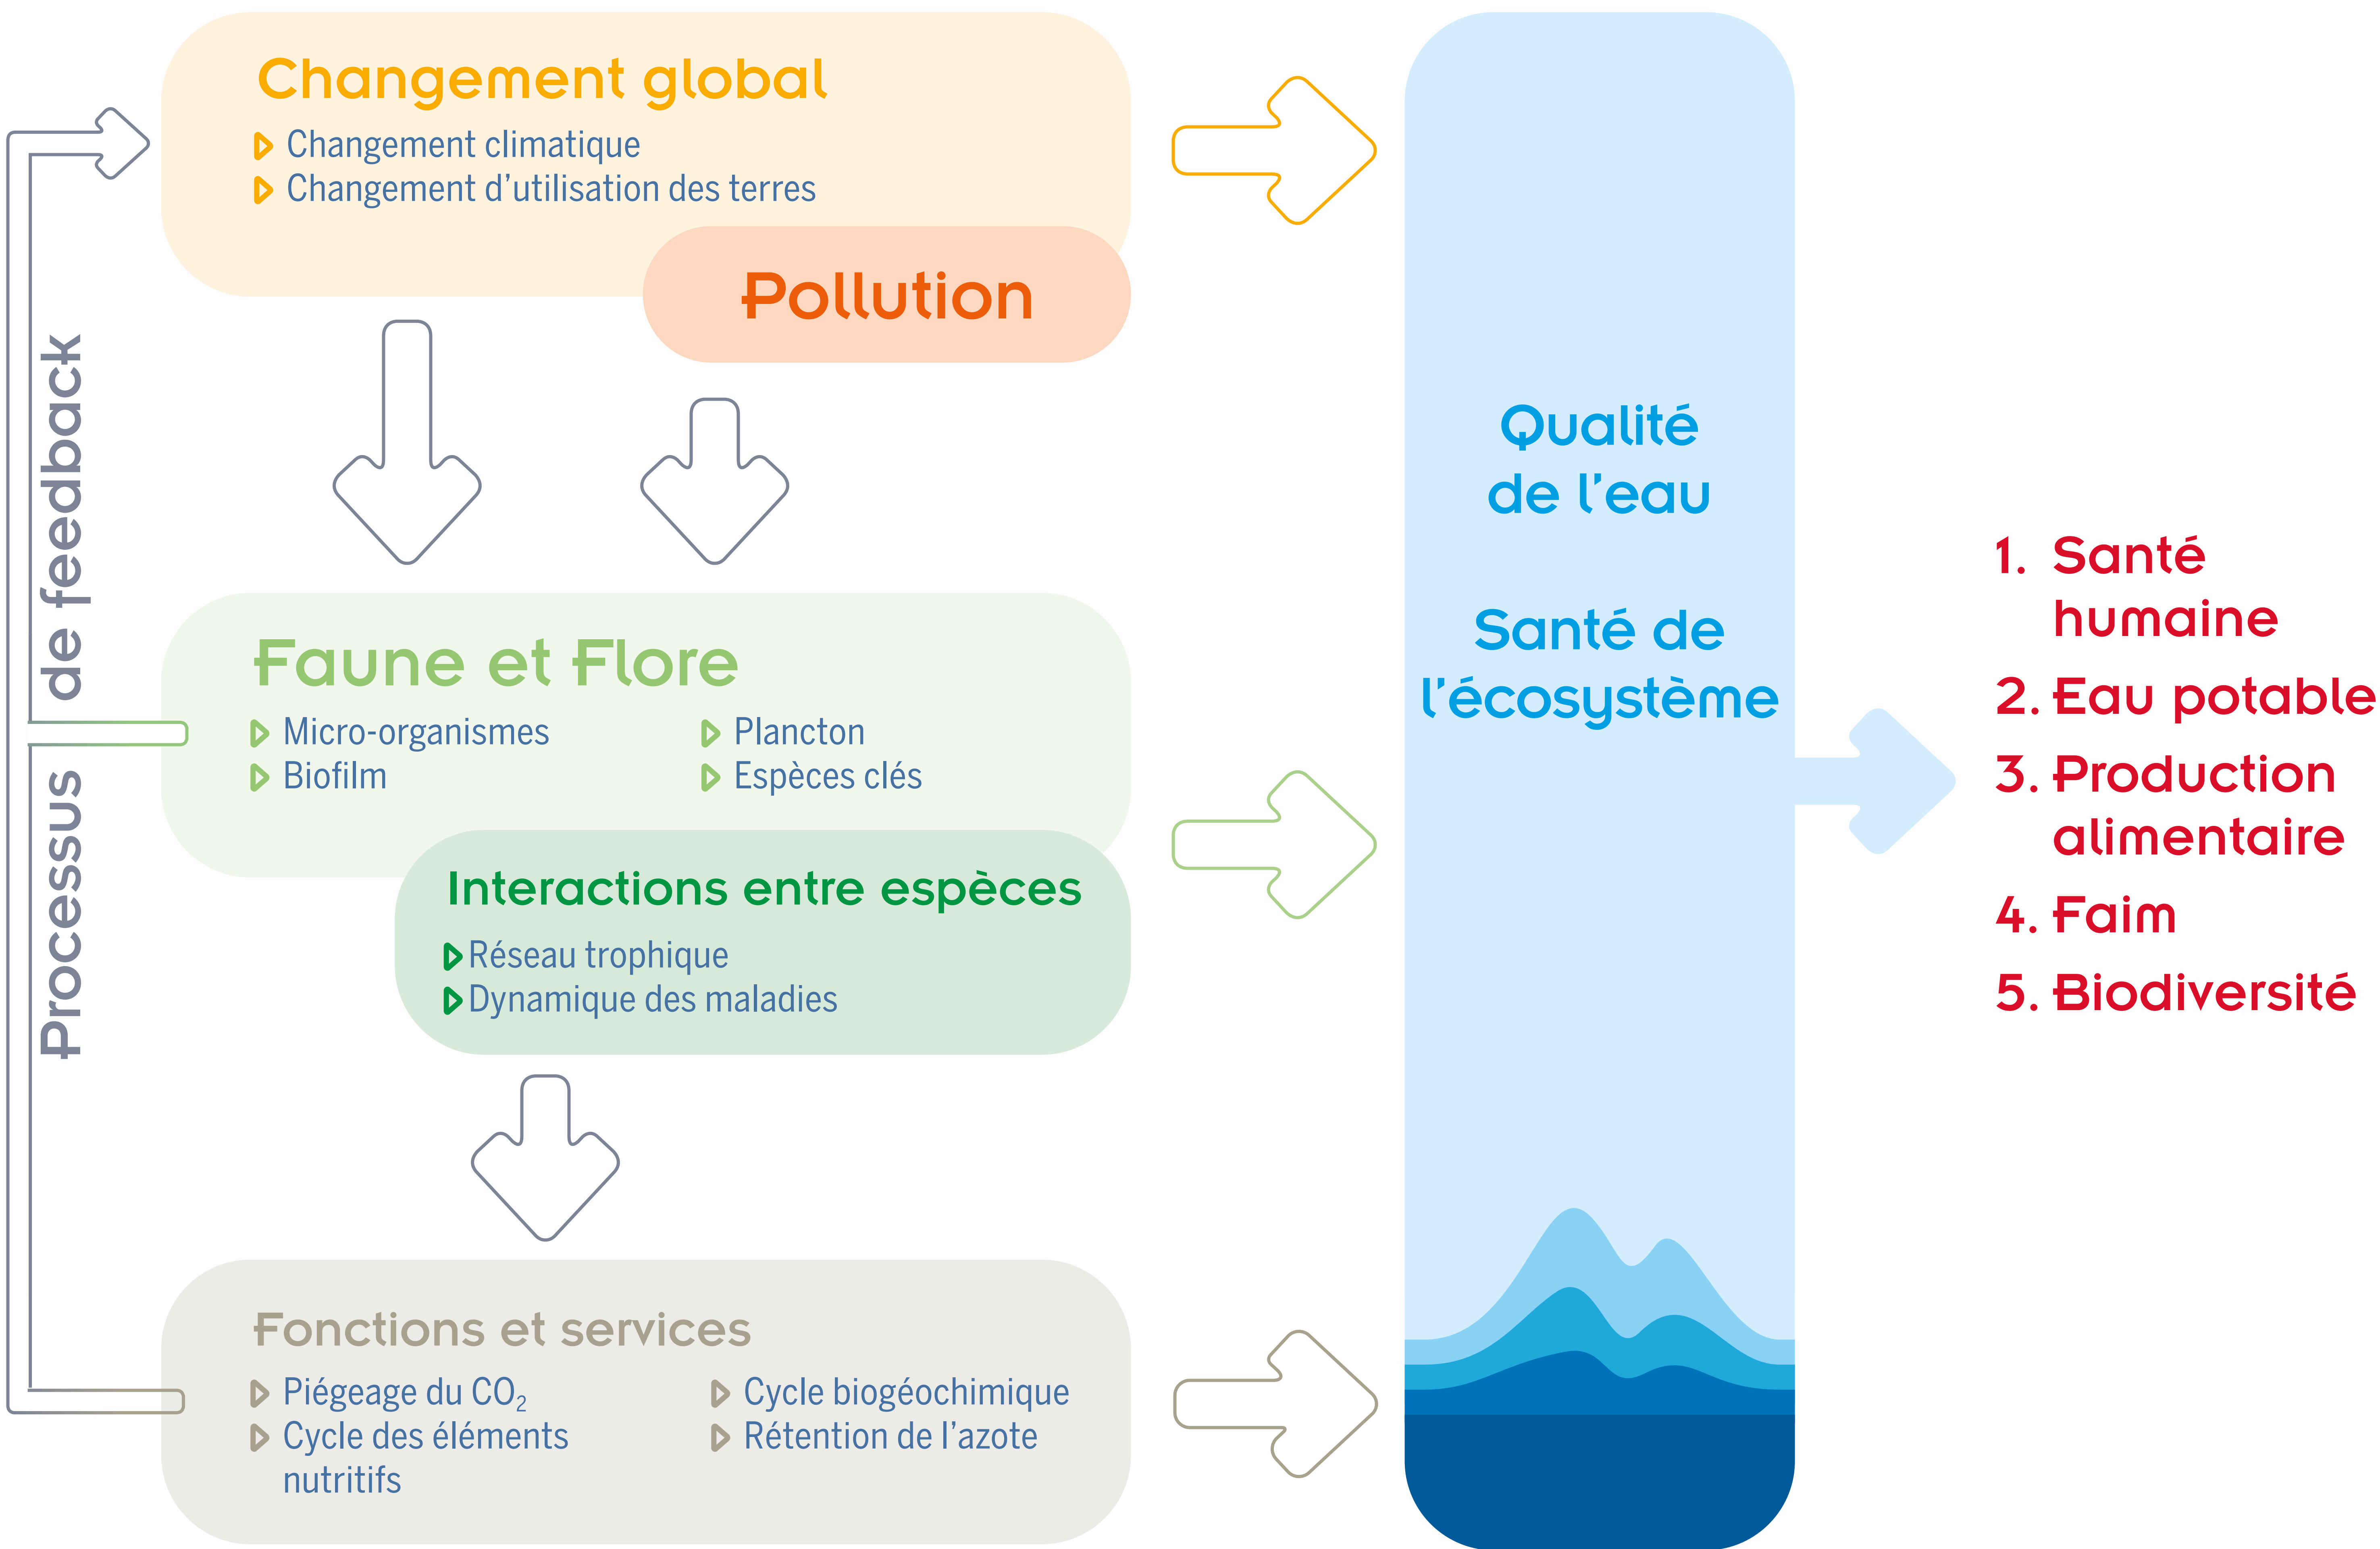 Changement global
Changement climatique
Changement d'utilisation des terres
Pollution
Processus de feedback
Faune et Flore
Micro-organismes
Biofilm
Plancton
Espèces clés
Interactions entre espèces
Réseau trophique
Dynamique des maladies
Fonctions et services
Piégeage du CO₂
Cycle des éléments
nutritifs
Cycle biogéochimique
Rétention de l'azote
Qualité
de l'eau
Santé de
l'écosystème
1. Santé
humaine
2. Eau potable
3. Production
alimentaire
4. Faim
5. Biodiversité